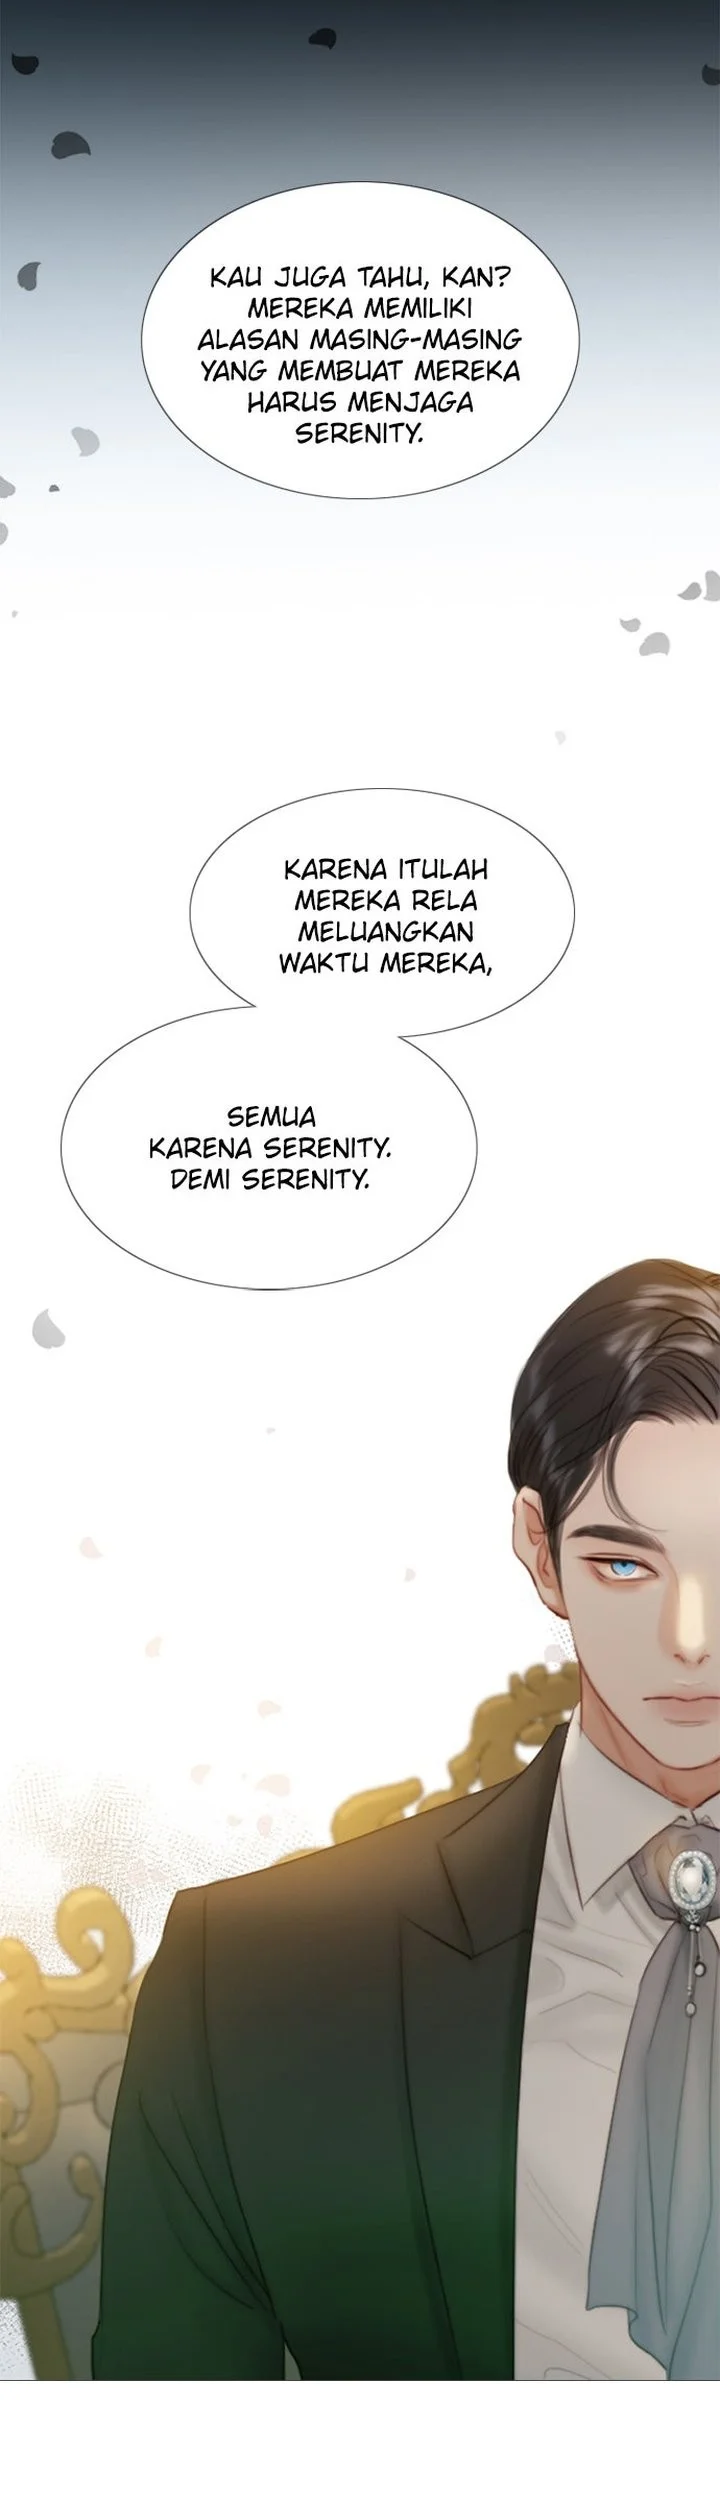 KAU JUGA TAHU, KAN?
MEREKA MEMILIKI
ALASAN MASING-MASING
YANG MEMBUAT MEREKA
HARUS MENJAGA
SERENITY.
KARENA ITULAH
MEREKA RELA
MELUANGKAN
WAKTU MEREKA,
SEMUA
KARENA SERENITY.
DEMI SERENITY.